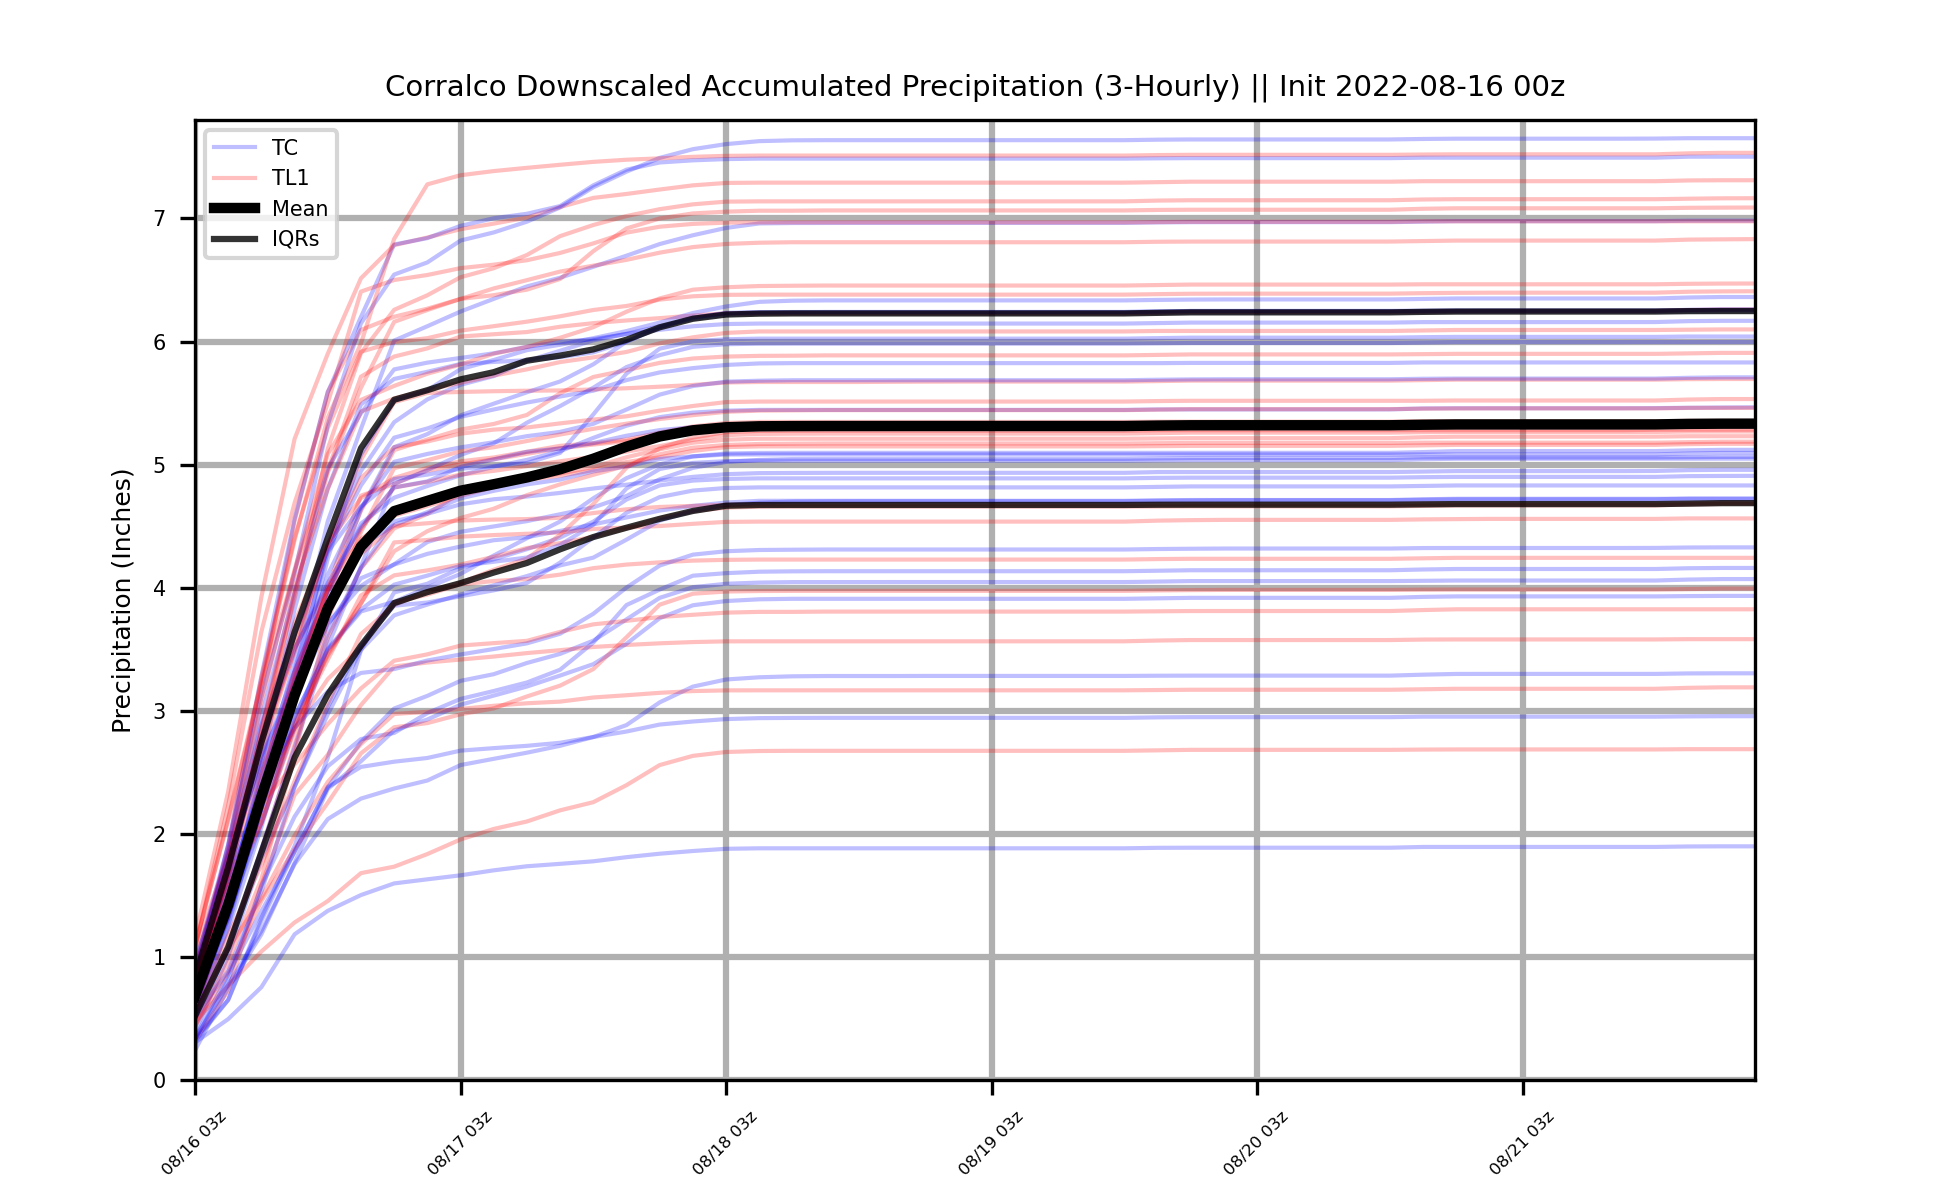 Corralco Downscaled Accumulated Precipitation (3-Hourly) || Init 2022-08-16 00z
TC
TL1
Mean
IQRs
Precipitation (Inches)
7
6
5
4
3
2
1
0
08/16 03z
08/17 03z
08/18 03z
08/19 03z
08/20 03z
08/21 03z